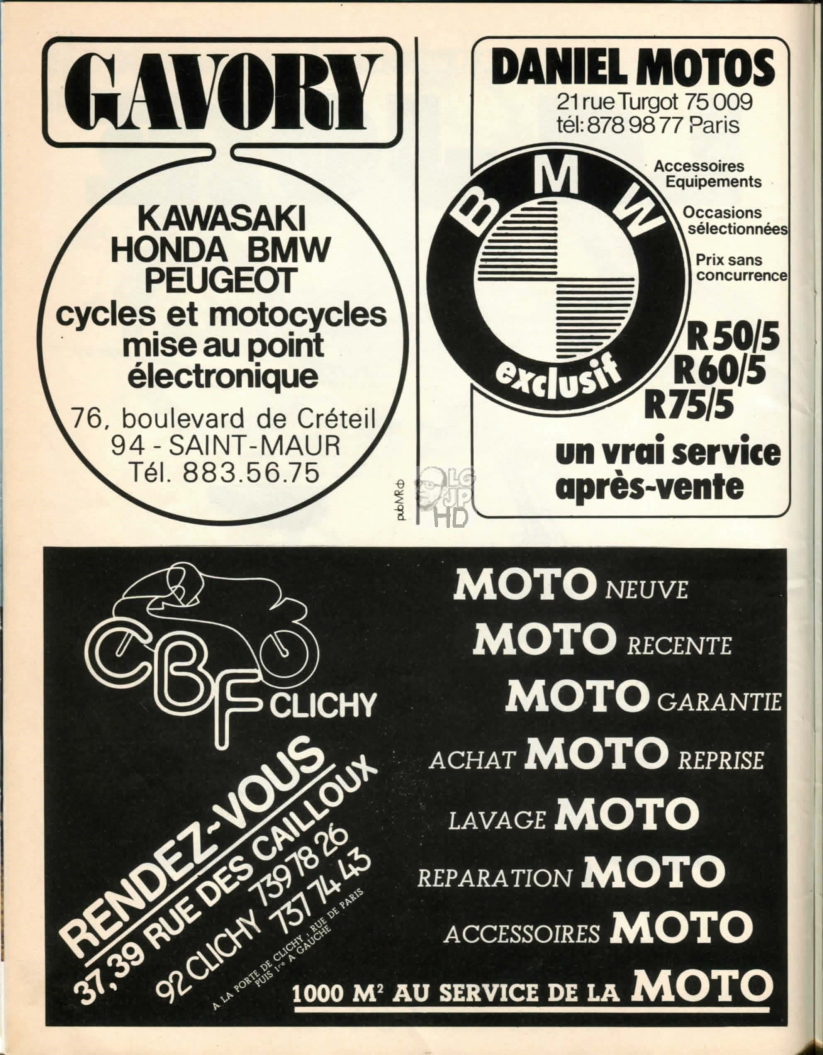 GAVORY
KAWASAKI
HONDA BMW
PEUGEOT
cycles et motocycles
mise au point
électronique
76, boulevard de Créteil
94 - SAINT-MAUR
Tél. 883.56.75
pub MR
LG
JP
HD
DANIEL MOTOS
21 rue Turgot 75 009
tél: 878 98 77 Paris
BMW
exclusif
Accessoires
Equipements
Occasions
sélectionnées
Prix sans
concurrence
R 50/5
R60/5
R75/5
un vrai service
après-vente
CBF CLICHY
RENDEZ-VOUS
37,39 RUE DES CAILLOUX
92 CLICHY 739 78 26
737 74 43
A LA PORTE DE CLICHY, RUE DE PARIS
PUIS 1re A GAUCHE
MOTO NEUVE
MOTO RECENTE
MOTO GARANTIE
ACHAT MOTO REPRISE
LAVAGE MOTO
REPARATION MOTO
ACCESSOIRES MOTO
1000 M² AU SERVICE DE LA MOTO